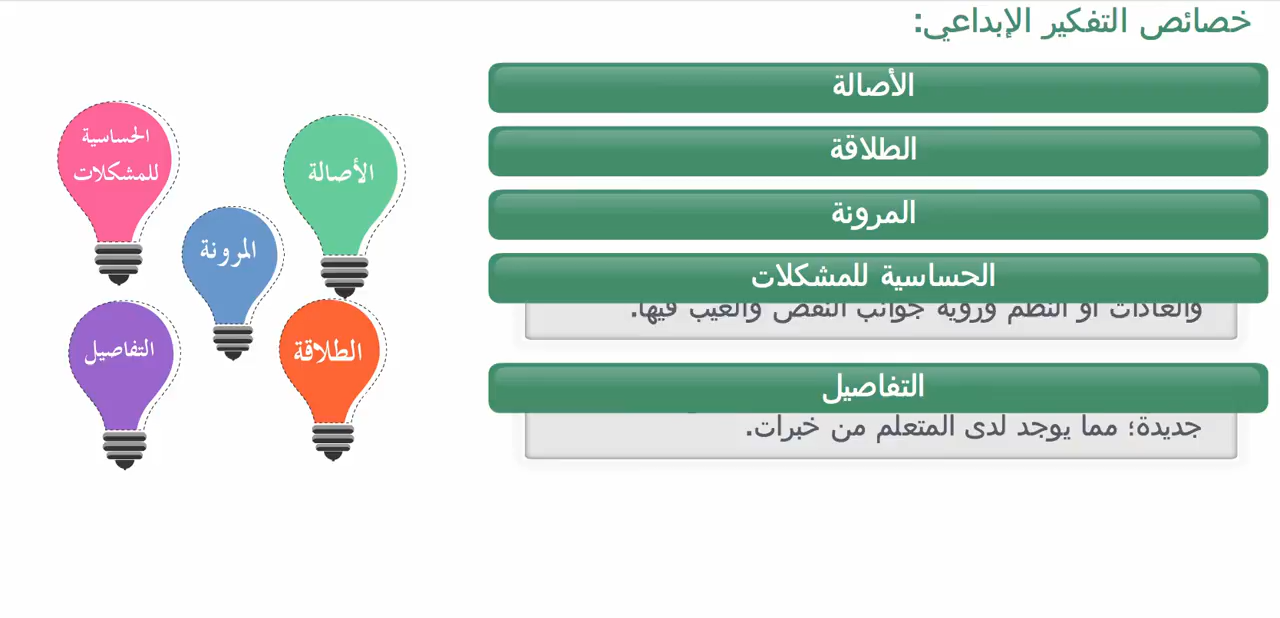 خصائص التفكير الإبداعي:
الأصالة
الطلاقة
المرونة
الحساسية للمشكلات
والعادات أو النظم ورؤية جوانب النقص والعيب فيها.
التفاصيل
جديدة؛ مما يوجد لدى المتعلم من خبرات.
الأصالة
الحساسية
للمشكلات
المرونة
الطلاقة
التفاصيل